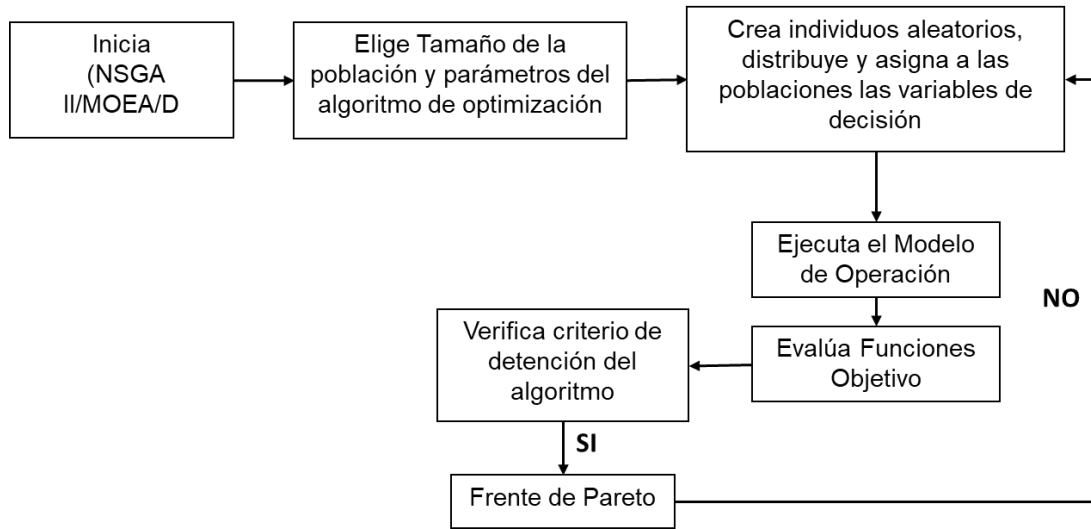 Inicia
(NSGA
II/MOEA/D
Elige Tamaño de la
población y parámetros del
algoritmo de optimización
Crea individuos aleatorios,
distribuye y asigna a las
poblaciones las variables de
decisión
Ejecuta el Modelo
de Operación
NO
Evalúa Funciones
Objetivo
Verifica criterio de
detención del
algoritmo
SI
Frente de Pareto